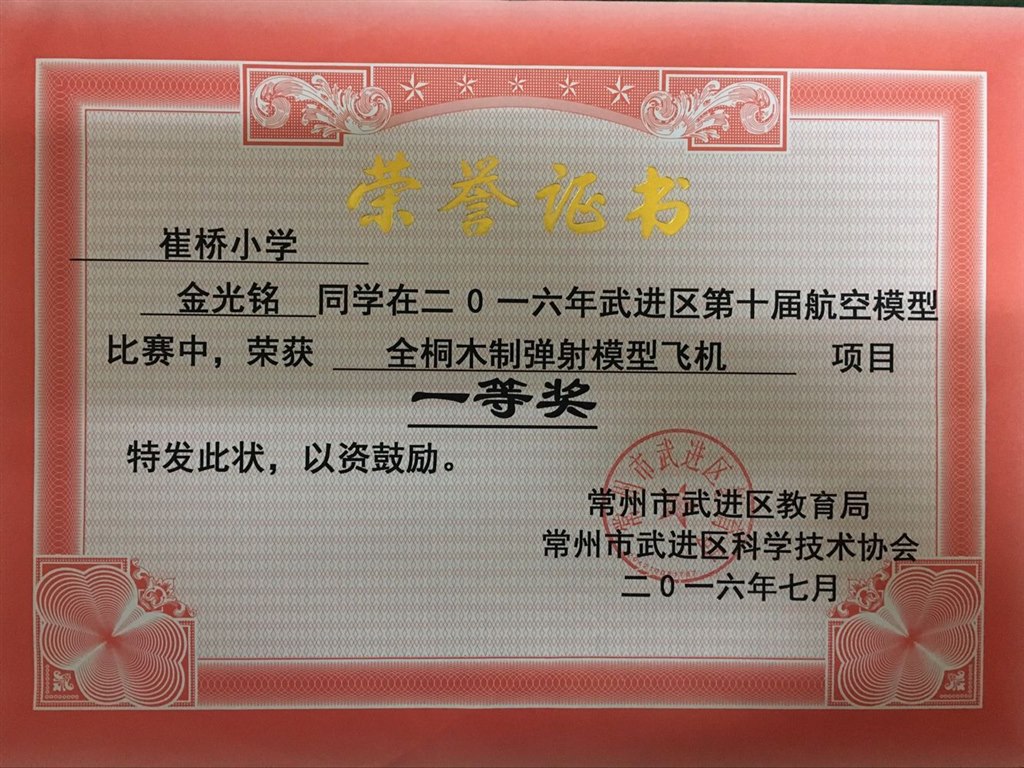 荣誉证书
崔桥小学
金光铭 同学在二0一六年武进区第十届航空模型
比赛中，荣获 全桐木制弹射模型飞机 项目
一等奖
特发此状，以资鼓励。
常州市武进区教育局
常州市武进区科学技术协会
二0一六年七月